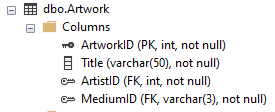 dbo.Artwork
Columns
ArtworkID (PK, int, not null)
Title (varchar(50), not null)
ArtistID (FK, int, not null)
MediumID (FK, varchar(3), not null)